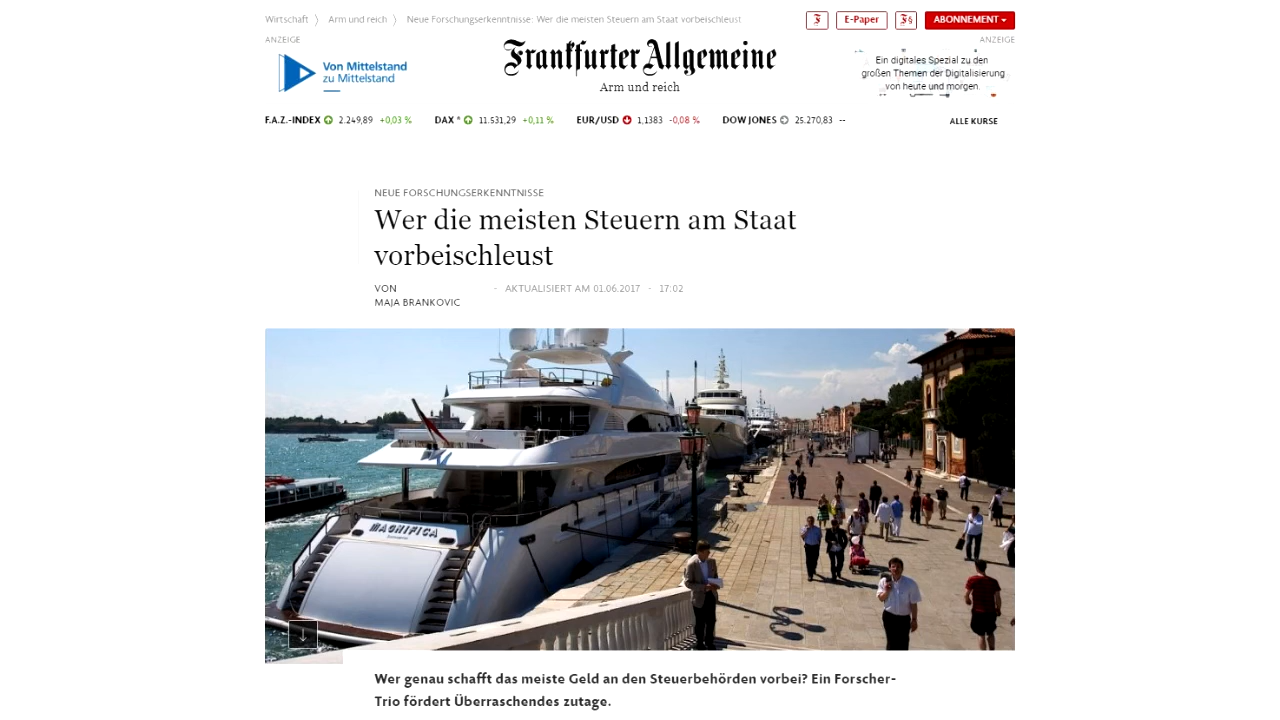 Wirtschaft Arm und reich Neue Forschungserkenntnisse: Wer die meisten Steuern am Staat vorbeischleust
E-Paper ABONNEMENT
ANZEIGE ANZEIGE
Von Mittelstand
zu Mittelstand
Frankfurter Allgemeine
Arm und reich
Ein digitales Spezial zu den
großen Themen der Digitalisierung
von heute und morgen.
F.A.Z.-INDEX 2.249,89 +0,03 % DAX ® 11.531,29 +0,11 % EUR/USD 1,1383 -0,08 % DOW JONES 25.270,83 -- ALLE KURSE
NEUE FORSCHUNGSERKENNTNISSE
Wer die meisten Steuern am Staat
vorbeischleust
VON
MAJA BRANKOVIC
- AKTUALISIERT AM 01.06.2017 - 17:02
MAGNIFICA
Wer genau schafft das meiste Geld an den Steuerbehörden vorbei? Ein Forscher-
Trio fördert Überraschendes zutage.